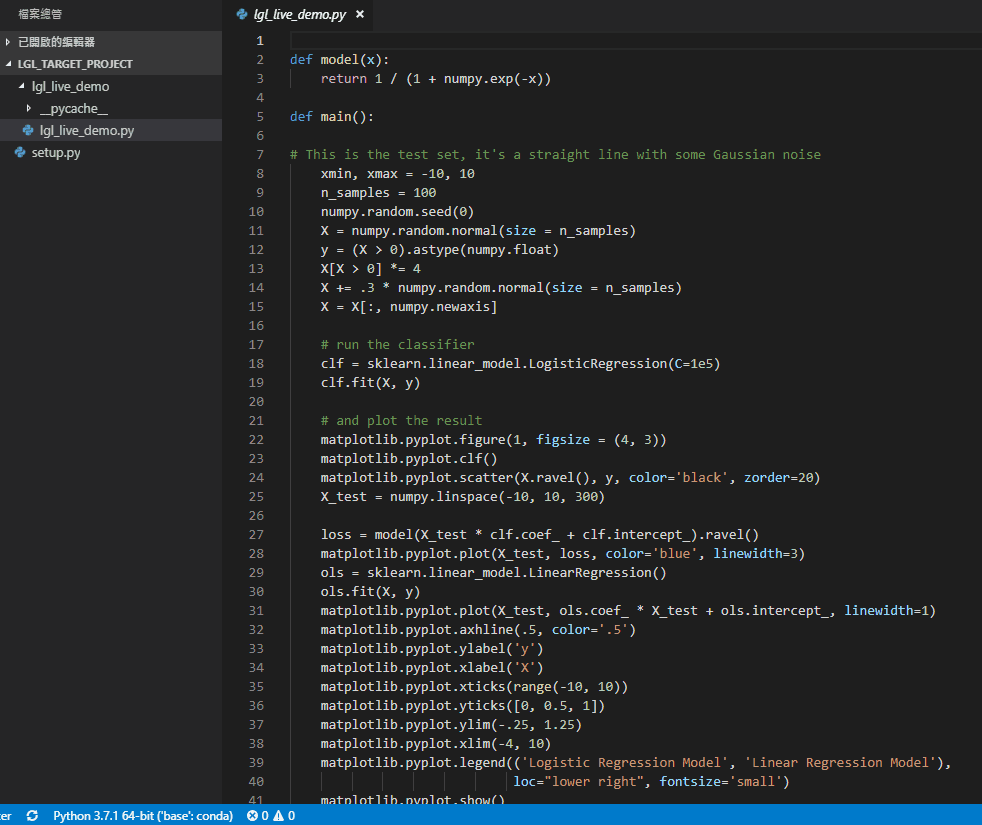 檔案總管
已開啟的編輯器
LGL_TARGET_PROJECT
lgl_live_demo
__pycache__
lgl_live_demo.py
setup.py
lgl_live_demo.py ×
1
2 def model(x):
3     return 1 / (1 + numpy.exp(-x))
4
5 def main():
6
7 # This is the test set, it's a straight line with some Gaussian noise
8     xmin, xmax = -10, 10
9     n_samples = 100
10     numpy.random.seed(0)
11     X = numpy.random.normal(size = n_samples)
12     y = (X > 0).astype(numpy.float)
13     X[X > 0] *= 4
14     X += .3 * numpy.random.normal(size = n_samples)
15     X = X[:, numpy.newaxis]
16
17     # run the classifier
18     clf = sklearn.linear_model.LogisticRegression(C=1e5)
19     clf.fit(X, y)
20
21     # and plot the result
22     matplotlib.pyplot.figure(1, figsize = (4, 3))
23     matplotlib.pyplot.clf()
24     matplotlib.pyplot.scatter(X.ravel(), y, color='black', zorder=20)
25     X_test = numpy.linspace(-10, 10, 300)
26
27     loss = model(X_test * clf.coef_ + clf.intercept_).ravel()
28     matplotlib.pyplot.plot(X_test, loss, color='blue', linewidth=3)
29     ols = sklearn.linear_model.LinearRegression()
30     ols.fit(X, y)
31     matplotlib.pyplot.plot(X_test, ols.coef_ * X_test + ols.intercept_, linewidth=1)
32     matplotlib.pyplot.axhline(.5, color='.5')
33     matplotlib.pyplot.ylabel('y')
34     matplotlib.pyplot.xlabel('X')
35     matplotlib.pyplot.xticks(range(-10, 10))
36     matplotlib.pyplot.yticks([0, 0.5, 1])
37     matplotlib.pyplot.ylim(-.25, 1.25)
38     matplotlib.pyplot.xlim(-4, 10)
39     matplotlib.pyplot.legend(('Logistic Regression Model', 'Linear Regression Model'),
40                              loc="lower right", fontsize='small')
41     matplotlib.pyplot.show()
ter Python 3.7.1 64-bit ('base': conda) 0 0